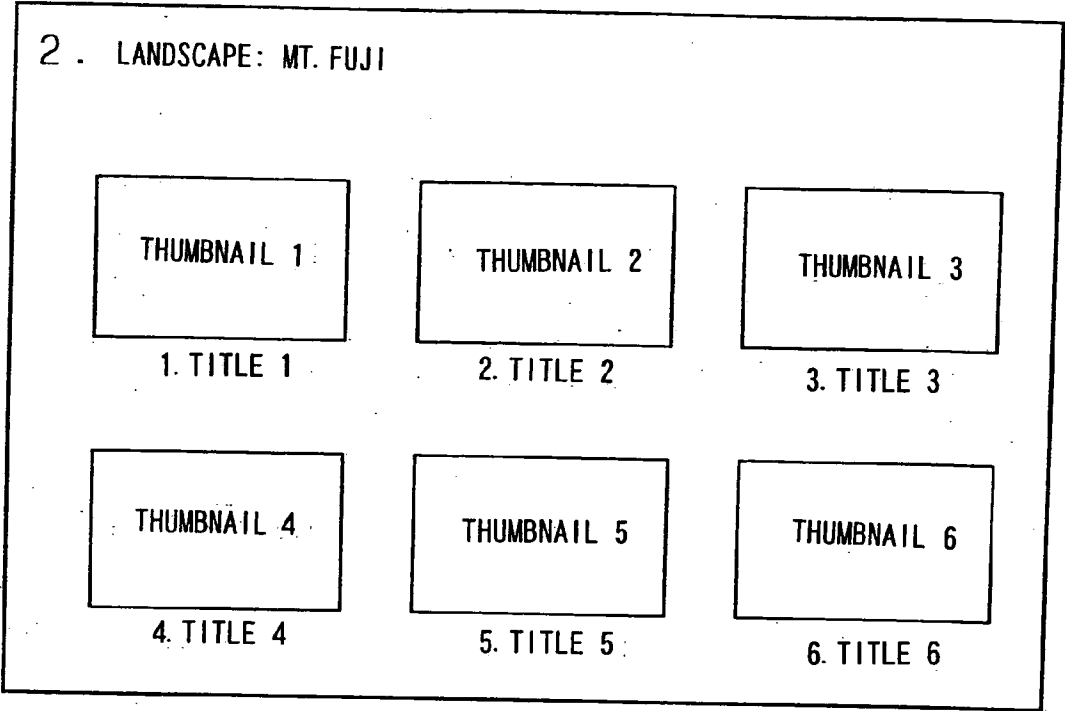 2. LANDSCAPE: MT. FUJI
THUMBNAIL 1
THUMBNAIL 2
THUMBNAIL 3
1. TITLE 1
2. TITLE 2
3. TITLE 3
THUMBNAIL 4
THUMBNAIL 5
THUMBNAIL 6
4. TITLE 4
5. TITLE 5
6. TITLE 6